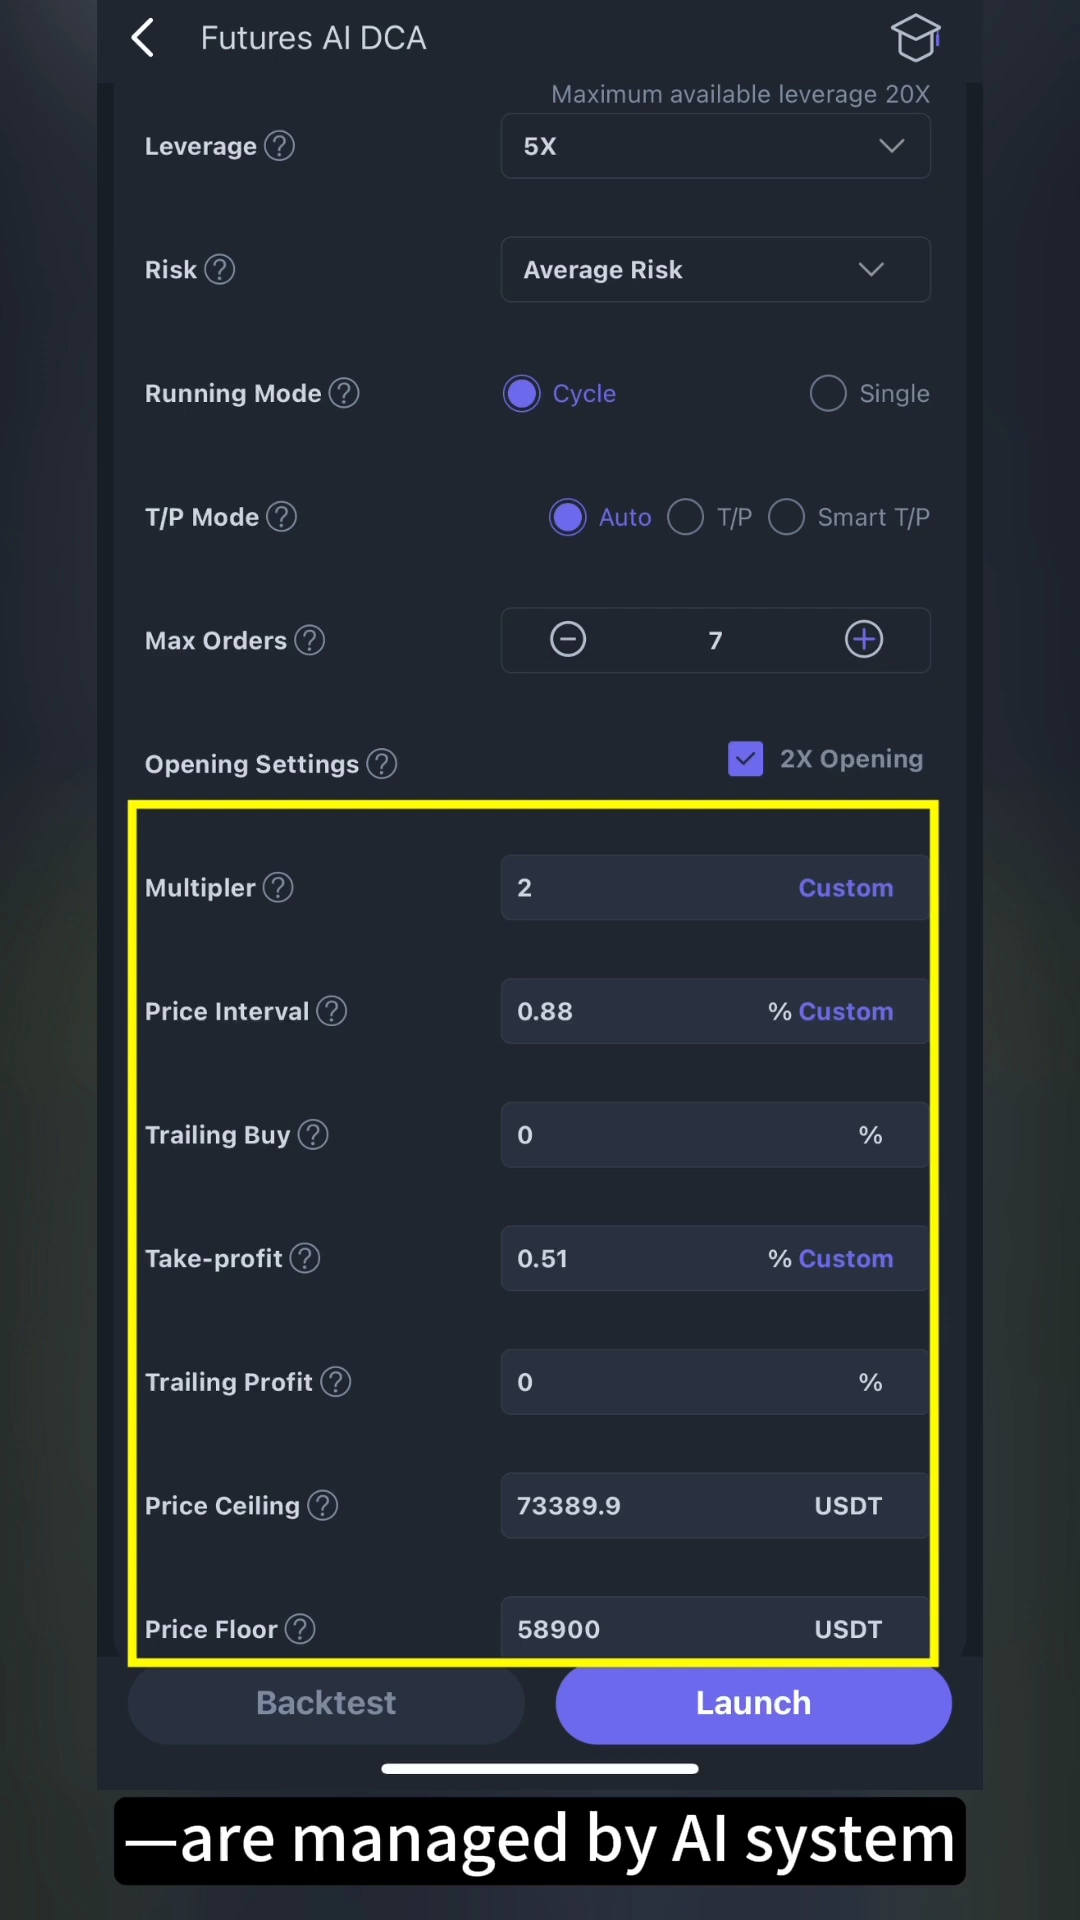 Futures AI DCA
Maximum available leverage 20X
Leverage ? 5X
Risk ? Average Risk
Running Mode ? Cycle Single
T/P Mode ? Auto T/P Smart T/P
Max Orders ? 7
Opening Settings ? 2X Opening
Multipler ? 2 Custom
Price Interval ? 0.88 % Custom
Trailing Buy ? 0 %
Take-profit ? 0.51 % Custom
Trailing Profit ? 0 %
Price Ceiling ? 73389.9 USDT
Price Floor ? 58900 USDT
Backtest Launch
—are managed by AI system